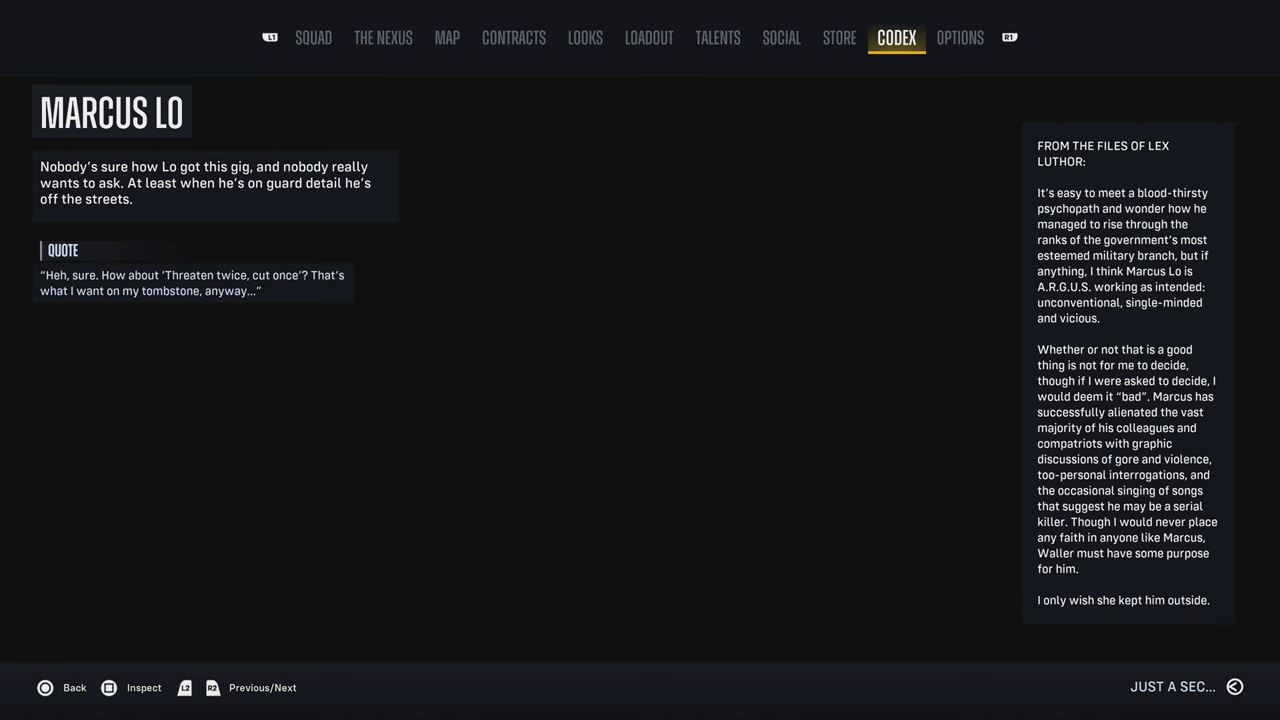 L1 SQUAD THE NEXUS MAP CONTRACTS LOOKS LOADOUT TALENTS SOCIAL STORE CODEX OPTIONS R1
MARCUS LO
Nobody's sure how Lo got this gig, and nobody really
wants to ask. At least when he's on guard detail he's
off the streets.
QUOTE
“Heh, sure. How about ‘Threaten twice, cut once’? That's
what I want on my tombstone, anyway...”
FROM THE FILES OF LEX
LUTHOR:
It's easy to meet a blood-thirsty
psychopath and wonder how he
managed to rise through the
ranks of the government's most
esteemed military branch, but if
anything, I think Marcus Lo is
A.R.G.U.S. working as intended:
unconventional, single-minded
and vicious.
Whether or not that is a good
thing is not for me to decide,
though if I were asked to decide, I
would deem it “bad”. Marcus has
successfully alienated the vast
majority of his colleagues and
compatriots with graphic
discussions of gore and violence,
too-personal interrogations, and
the occasional singing of songs
that suggest he may be a serial
killer. Though I would never place
any faith in anyone like Marcus,
Waller must have some purpose
for him.
I only wish she kept him outside.
Back Inspect L2 R2 Previous/Next
JUST A SEC...